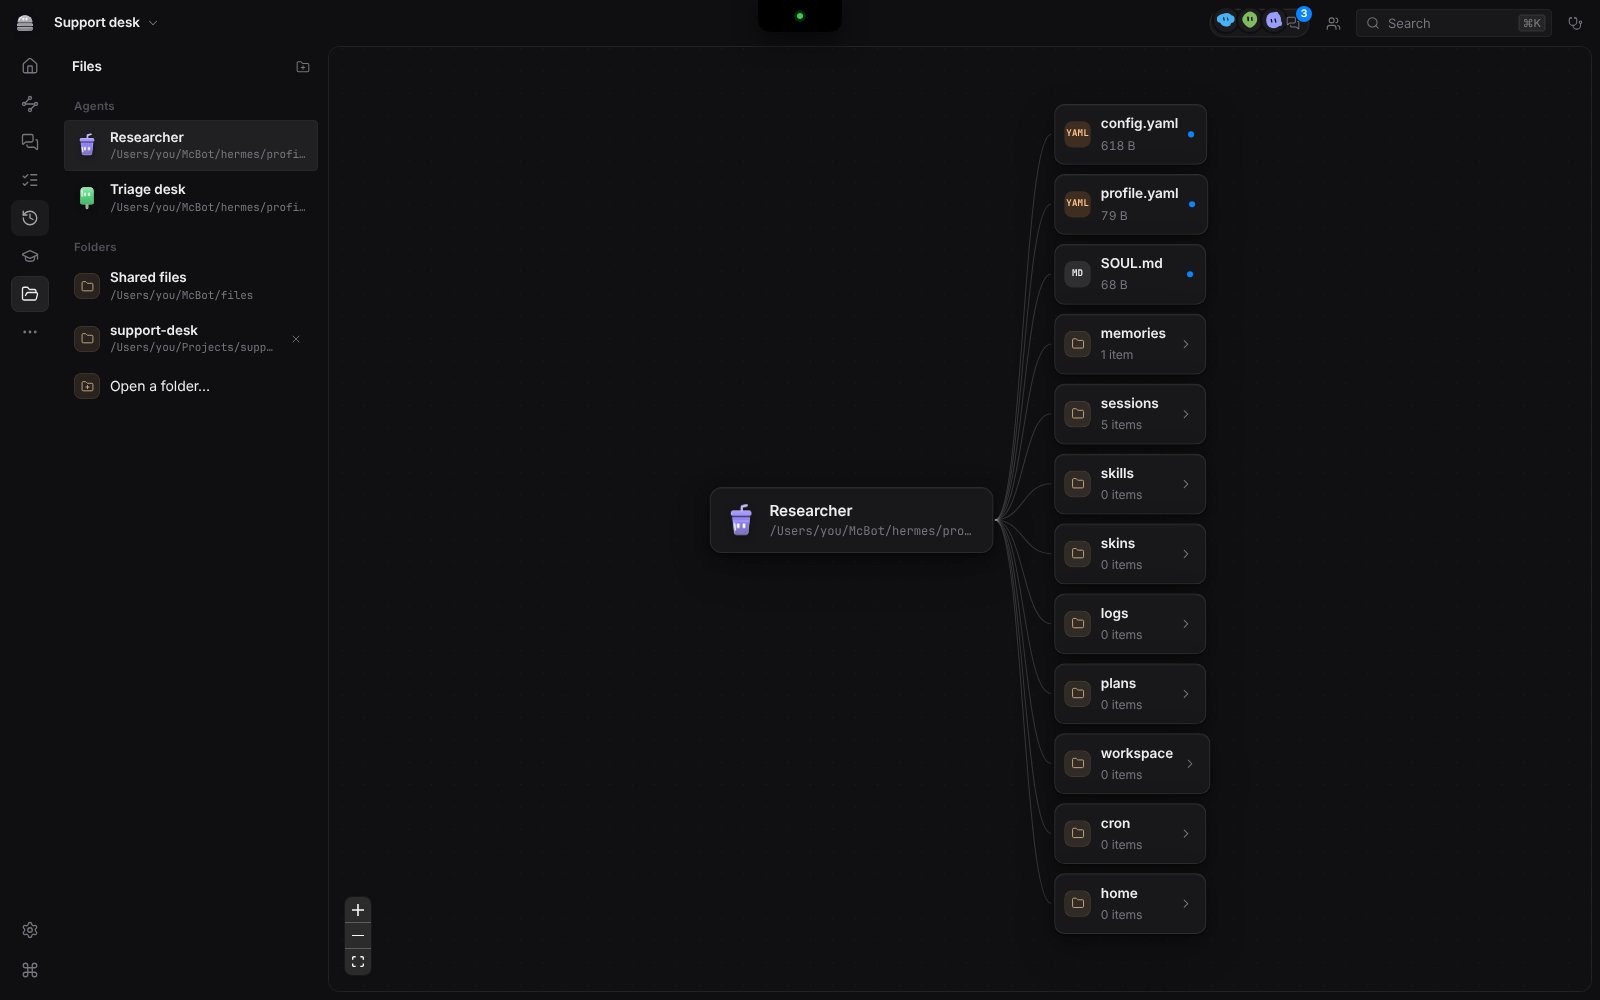 Support desk
3
Search
⌘K
Files
Agents
Researcher
/Users/you/McBot/hermes/profi…
Triage desk
/Users/you/McBot/hermes/profi…
Folders
Shared files
/Users/you/McBot/files
support-desk
/Users/you/Projects/supp…
Open a folder...
Researcher
/Users/you/McBot/hermes/pro…
YAML
config.yaml
618 B
YAML
profile.yaml
79 B
MD
SOUL.md
68 B
memories
1 item
sessions
5 items
skills
0 items
skins
0 items
logs
0 items
plans
0 items
workspace
0 items
cron
0 items
home
0 items